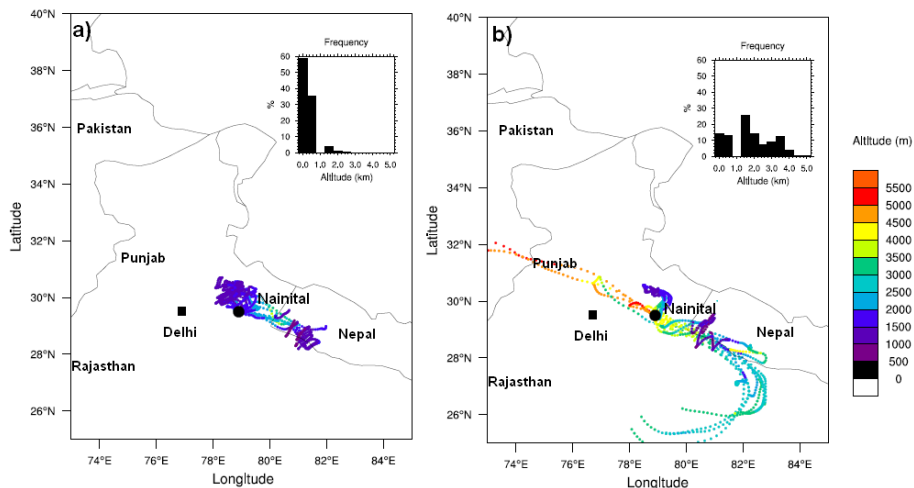 a)
Frequency
60
50
40
30
20
10
0
%
0.0 1.0 2.0 3.0 4.0 5.0
Altitude (km)
40°N
38°N
36°N
34°N
32°N
30°N
28°N
26°N
Latitude
Pakistan
Punjab
Nainital
Delhi
Nepal
Rajasthan
74°E 76°E 78°E 80°E 82°E 84°E
Longitude
b)
Frequency
60
50
40
30
20
10
0
%
0.0 1.0 2.0 3.0 4.0 5.0
Altitude (km)
40°N
38°N
36°N
34°N
32°N
30°N
28°N
26°N
Latitude
Pakistan
Punjab
Nainital
Delhi
Nepal
Rajasthan
74°E 76°E 78°E 80°E 82°E 84°E
Longitude
Altitude (m)
5500
5000
4500
4000
3500
3000
2500
2000
1500
1000
500
0